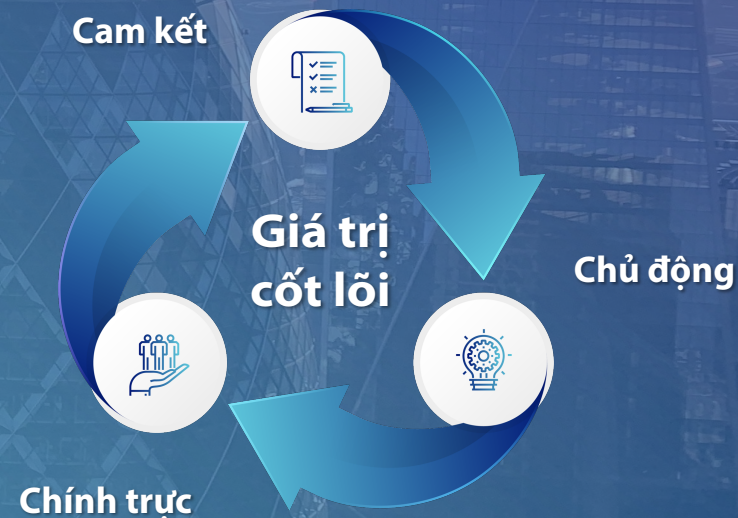 Cam kết
Giá trị
cốt lõi
Chủ động
Chính trực